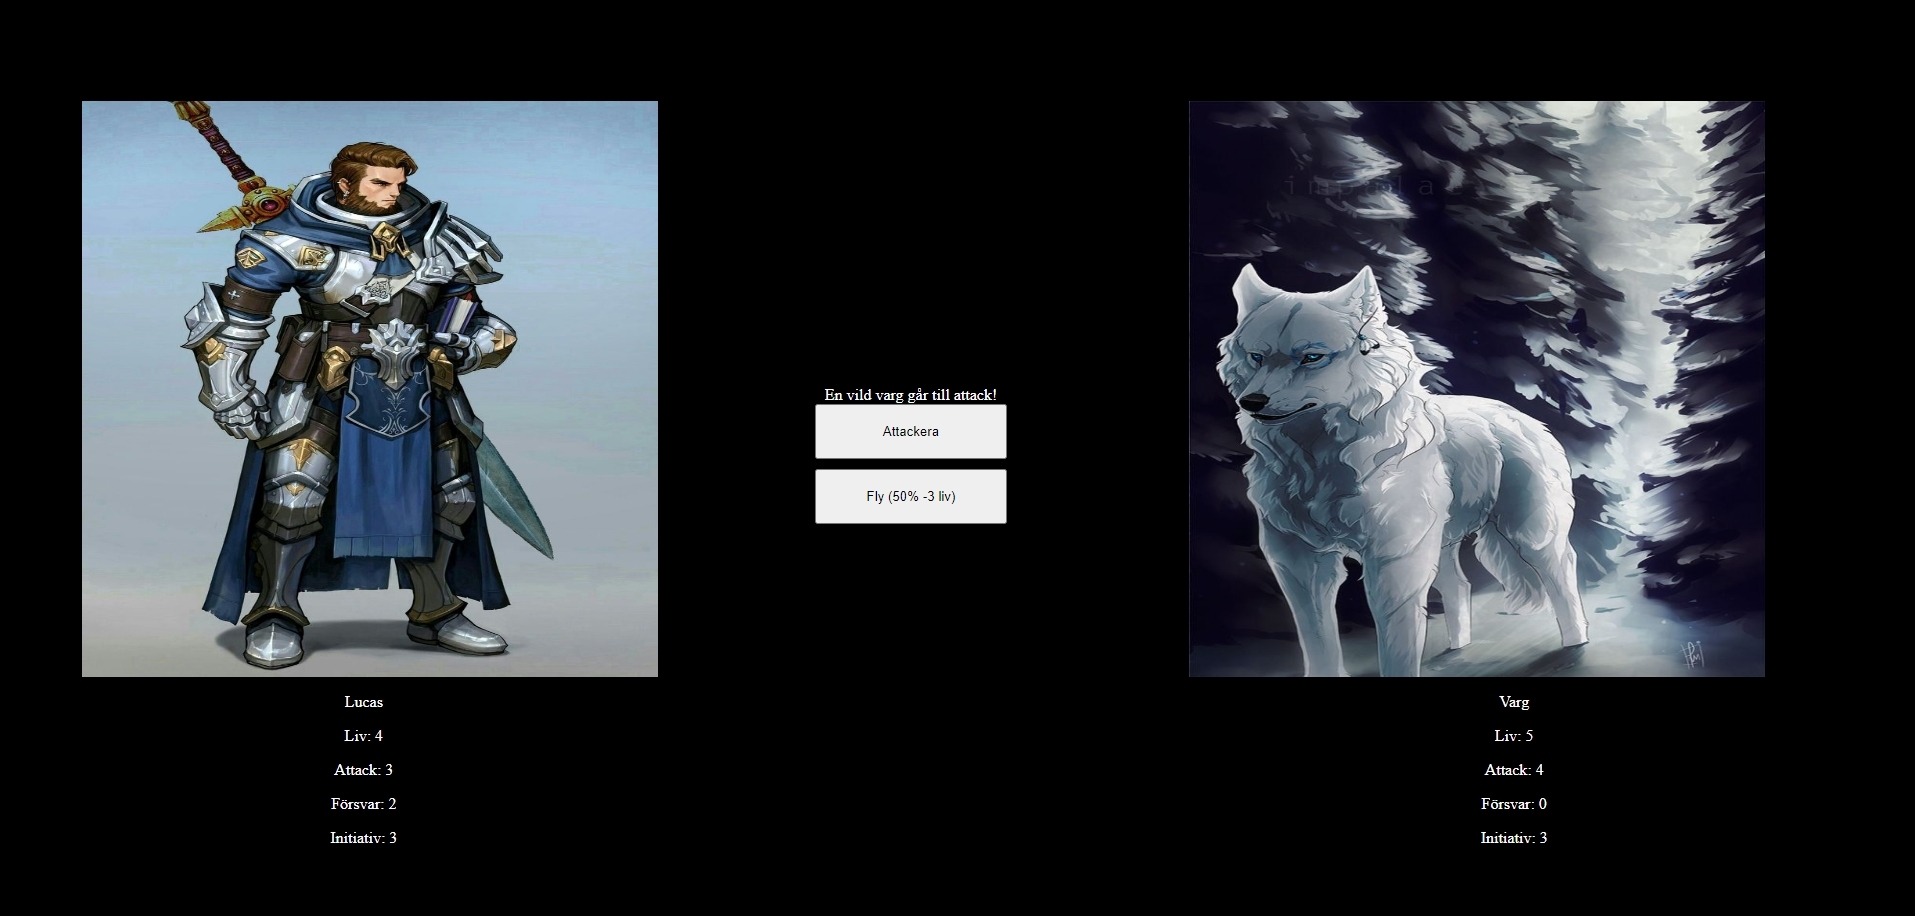 En vild varg går till attack!
Attackera
Fly (50% -3 liv)
Lucas
Liv: 4
Attack: 3
Försvar: 2
Initiativ: 3
Varg
Liv: 5
Attack: 4
Försvar: 0
Initiativ: 3